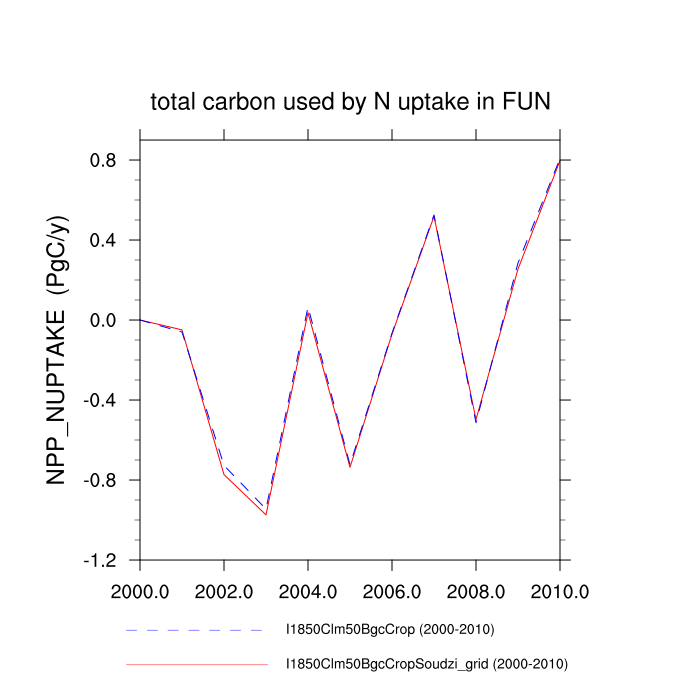 total carbon used by N uptake in FUN
NPP_NUPTAKE (PgC/y)
0.8
0.4
0.0
-0.4
-0.8
-1.2
2000.0 2002.0 2004.0 2006.0 2008.0 2010.0
I1850Clm50BgcCrop (2000-2010)
I1850Clm50BgcCropSoudzi_grid (2000-2010)